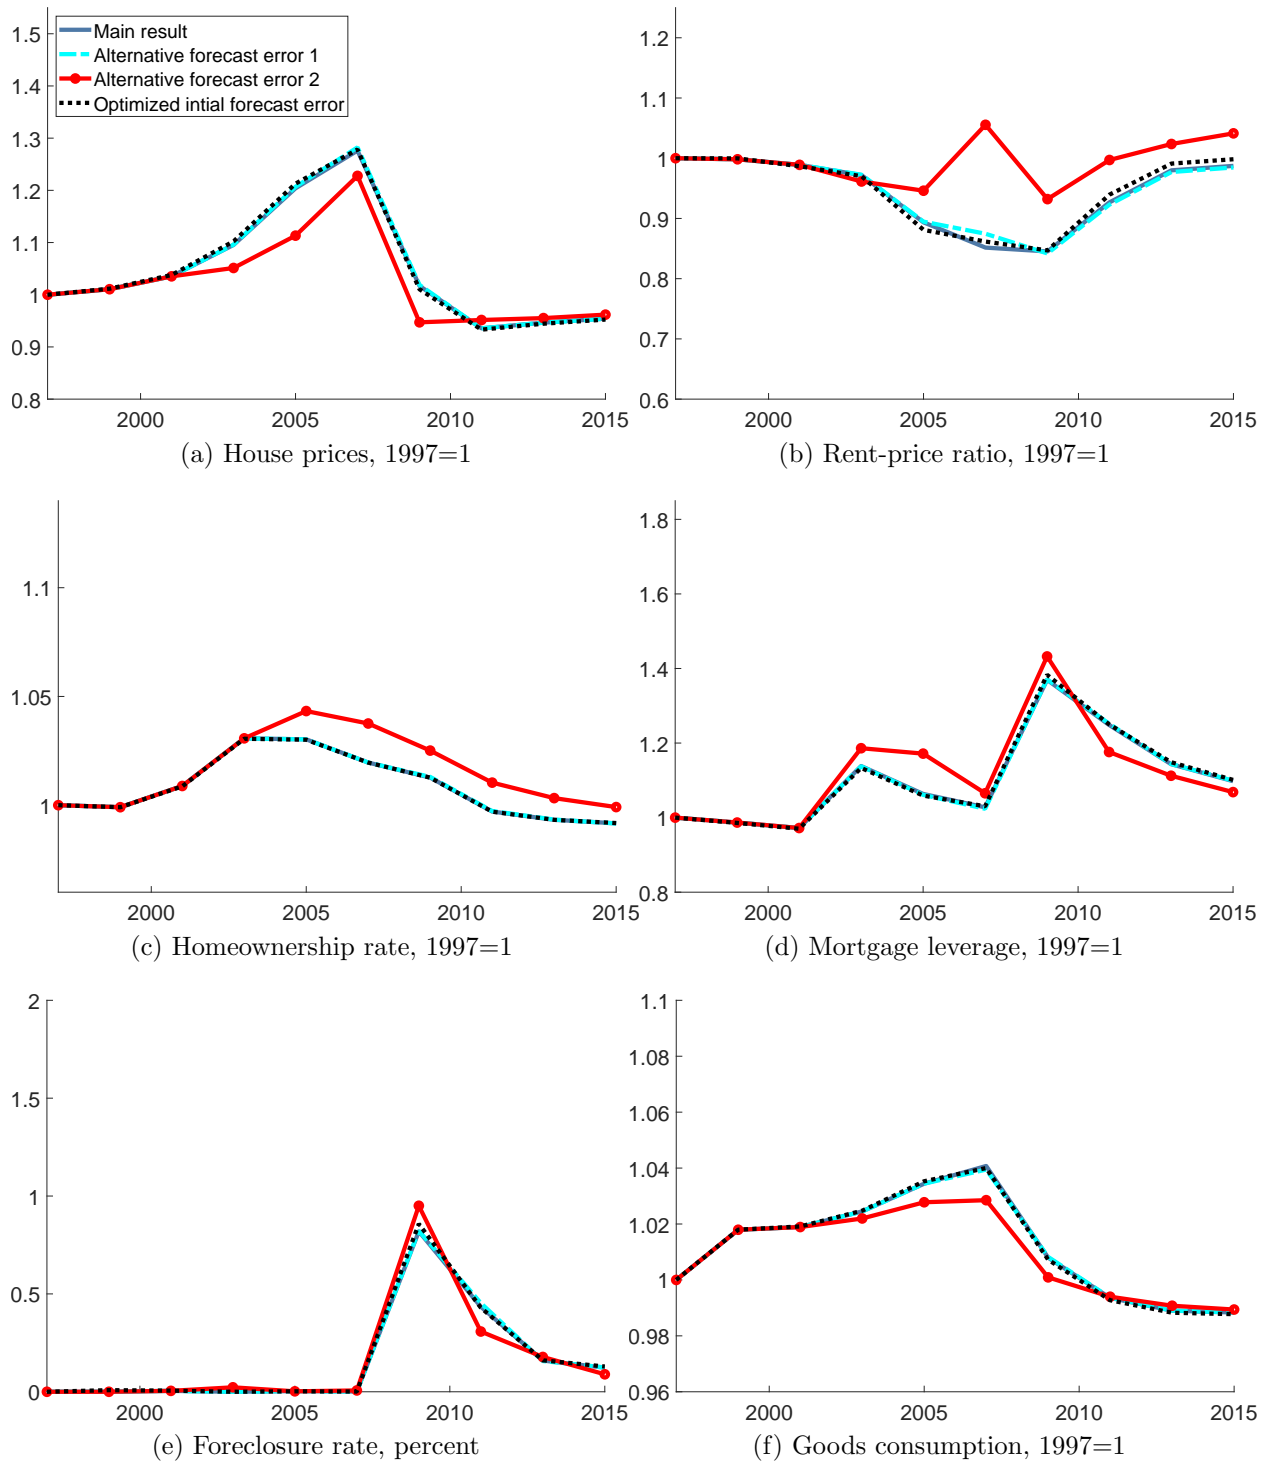 1.5
1.4
1.3
1.2
1.1
1
0.9
0.8
Main result
Alternative forecast error 1
Alternative forecast error 2
Optimized intial forecast error
2000 2005 2010 2015
(a) House prices, 1997=1
1.2
1.1
1
0.9
0.8
0.7
0.6
2000 2005 2010 2015
(b) Rent-price ratio, 1997=1
1.1
1.05
1
2000 2005 2010 2015
(c) Homeownership rate, 1997=1
1.8
1.6
1.4
1.2
1
0.8
2000 2005 2010 2015
(d) Mortgage leverage, 1997=1
2
1.5
1
0.5
0
2000 2005 2010 2015
(e) Foreclosure rate, percent
1.1
1.08
1.06
1.04
1.02
1
0.98
0.96
2000 2005 2010 2015
(f) Goods consumption, 1997=1